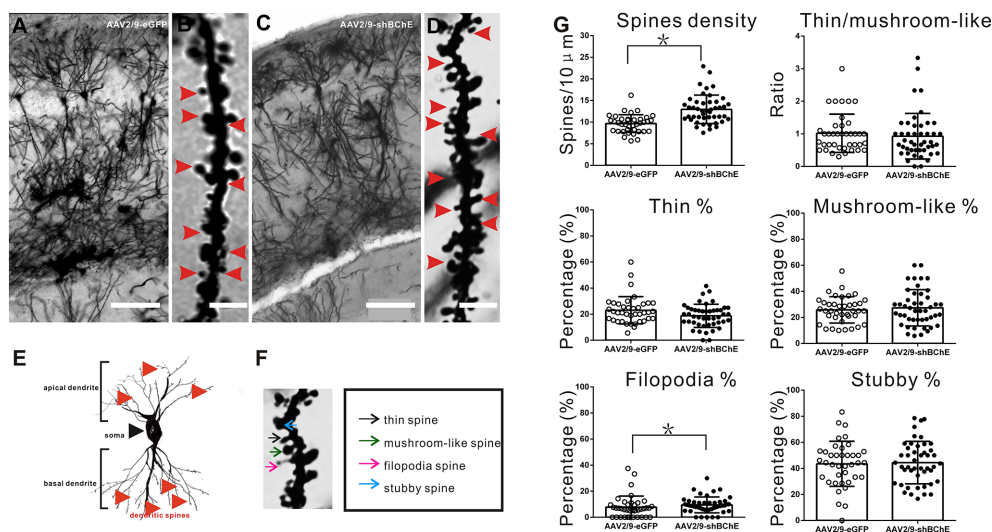 A
AAV2/9-eGFP
B
C
AAV2/9-shBChE
D
E
apical dendrite
soma
basal dendrite
dendritic spines
F
thin spine
mushroom-like spine
filopodia spine
stubby spine
G
Spines density
Spines/10 μm
30
25
20
15
10
5
0
*
AAV2/9-eGFP
AAV2/9-shBChE
Thin/mushroom-like
Ratio
4
3
2
1
0
AAV2/9-eGFP
AAV2/9-shBChE
Thin %
Percentage (%)
100
80
60
40
20
0
AAV2/9-eGFP
AAV2/9-shBChE
Mushroom-like %
Percentage (%)
100
80
60
40
20
0
AAV2/9-eGFP
AAV2/9-shBChE
Filopodia %
Percentage (%)
100
80
60
40
20
0
*
AAV2/9-eGFP
AAV2/9-shBChE
Stubby %
Percentage (%)
100
80
60
40
20
0
AAV2/9-eGFP
AAV2/9-shBChE